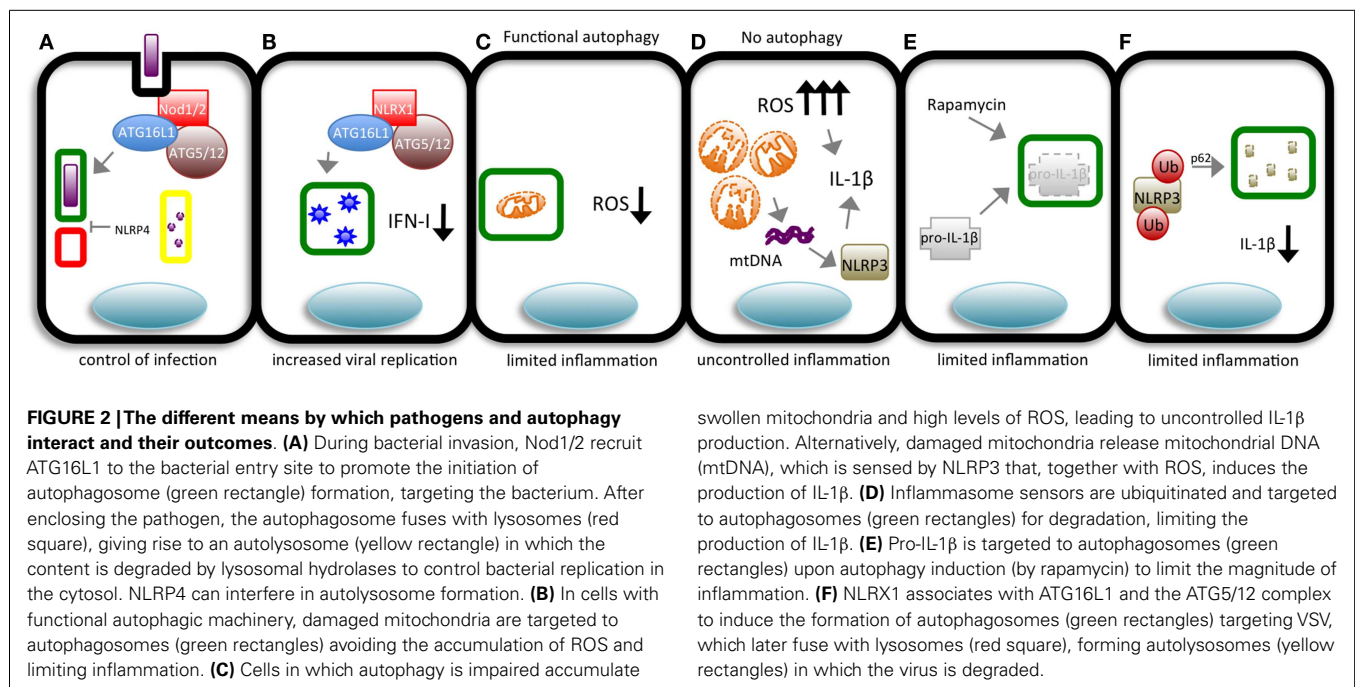 A
B
C
Functional autophagy
D
No autophagy
E
F
Nod1/2
ATG16L1
ATG5/12
NLRP4
control of infection
NLRX1
ATG16L1
ATG5/12
IFN-I
increased viral replication
ROS
limited inflammation
ROS
IL-1β
mtDNA
NLRP3
uncontrolled inflammation
Rapamycin
pro-IL-1β
pro-IL-1β
limited inflammation
Ub
p62
NLRP3
Ub
IL-1β
limited inflammation
FIGURE 2 | The different means by which pathogens and autophagy
interact and their outcomes. (A) During bacterial invasion, Nod1/2 recruit
ATG16L1 to the bacterial entry site to promote the initiation of
autophagosome (green rectangle) formation, targeting the bacterium. After
enclosing the pathogen, the autophagosome fuses with lysosomes (red
square), giving rise to an autolysosome (yellow rectangle) in which the
content is degraded by lysosomal hydrolases to control bacterial replication in
the cytosol. NLRP4 can interfere in autolysosome formation. (B) In cells with
functional autophagic machinery, damaged mitochondria are targeted to
autophagosomes (green rectangles) avoiding the accumulation of ROS and
limiting inflammation. (C) Cells in which autophagy is impaired accumulate
swollen mitochondria and high levels of ROS, leading to uncontrolled IL-1β
production. Alternatively, damaged mitochondria release mitochondrial DNA
(mtDNA), which is sensed by NLRP3 that, together with ROS, induces the
production of IL-1β. (D) Inflammasome sensors are ubiquitinated and targeted
to autophagosomes (green rectangles) for degradation, limiting the
production of IL-1β. (E) Pro-IL-1β is targeted to autophagosomes (green
rectangles) upon autophagy induction (by rapamycin) to limit the magnitude of
inflammation. (F) NLRX1 associates with ATG16L1 and the ATG5/12 complex
to induce the formation of autophagosomes (green rectangles) targeting VSV,
which later fuse with lysosomes (red square), forming autolysosomes (yellow
rectangles) in which the virus is degraded.